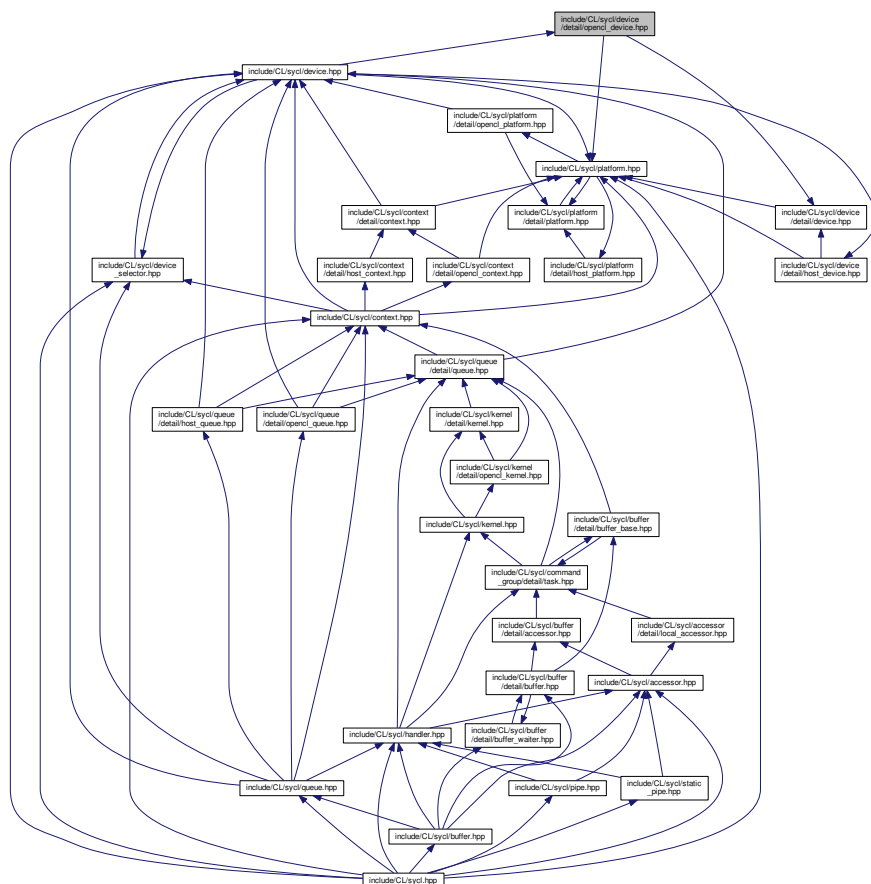 include/CL/sycl/device
/detail/opencl_device.hpp
include/CL/sycl/device.hpp
include/CL/sycl/platform
/detail/opencl_platform.hpp
include/CL/sycl/platform.hpp
include/CL/sycl/context
/detail/context.hpp
include/CL/sycl/platform
/detail/platform.hpp
include/CL/sycl/device
/detail/device.hpp
include/CL/sycl/device
_selector.hpp
include/CL/sycl/context
/detail/host_context.hpp
include/CL/sycl/context
/detail/opencl_context.hpp
include/CL/sycl/platform
/detail/host_platform.hpp
include/CL/sycl/device
/detail/host_device.hpp
include/CL/sycl/context.hpp
include/CL/sycl/queue
/detail/queue.hpp
include/CL/sycl/queue
/detail/host_queue.hpp
include/CL/sycl/queue
/detail/opencl_queue.hpp
include/CL/sycl/kernel
/detail/kernel.hpp
include/CL/sycl/kernel
/detail/opencl_kernel.hpp
include/CL/sycl/kernel.hpp
include/CL/sycl/buffer
/detail/buffer_base.hpp
include/CL/sycl/command
_group/detail/task.hpp
include/CL/sycl/buffer
/detail/accessor.hpp
include/CL/sycl/accessor
/detail/local_accessor.hpp
include/CL/sycl/buffer
/detail/buffer.hpp
include/CL/sycl/accessor.hpp
include/CL/sycl/handler.hpp
include/CL/sycl/buffer
/detail/buffer_waiter.hpp
include/CL/sycl/queue.hpp
include/CL/sycl/pipe.hpp
include/CL/sycl/static
_pipe.hpp
include/CL/sycl/buffer.hpp
include/CL/sycl.hpp